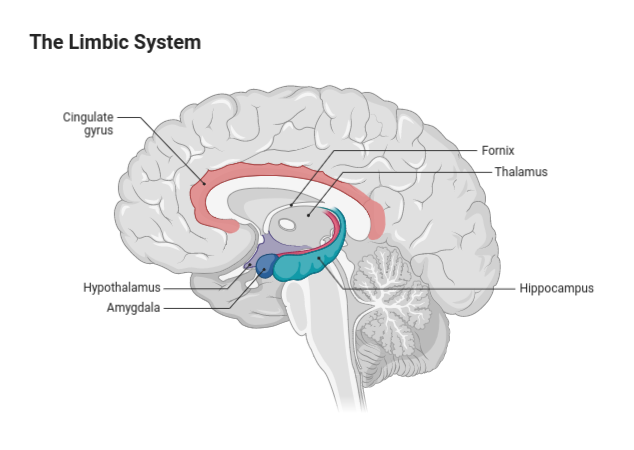 The Limbic System
Cingulate
gyrus
Fornix
Thalamus
Hypothalamus
Amygdala
Hippocampus